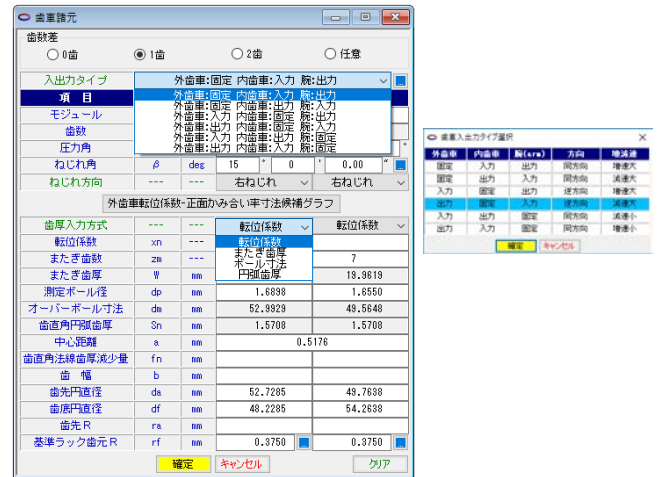 歯車諸元
歯数差
0歯 1歯 2歯 任意
入出力タイプ 外歯車:固定 内歯車:入力 腕:出力
項 目 外歯車:固定 内歯車:入力 腕:出力
モジュール 外歯車:固定 内歯車:出力 腕:入力
歯数 外歯車:入力 内歯車:固定 腕:出力
外歯車:出力 内歯車:固定 腕:入力
圧力角 外歯車:入力 内歯車:出力 腕:固定
外歯車:出力 内歯車:入力 腕:固定
ねじれ角 β deg 15 ° 0 ' 0.00 "
ねじれ方向 --- --- 右ねじれ 右ねじれ
外歯車転位係数-正面かみ合い率寸法候補グラフ
歯厚入力方式 --- --- 転位係数 転位係数
転位係数 xn --- 転位係数
またぎ歯数 zm --- またぎ歯厚 7
ボール寸法
またぎ歯厚 W mm 円弧歯厚 19.9619
測定ボール径 dp mm 1.6898 1.6550
オーバーボール寸法 dm mm 52.9929 49.5648
歯直角円弧歯厚 Sn mm 1.5708 1.5708
中心距離 a mm 0.5176
歯直角法線歯厚減少量 fn mm
歯 幅 b mm
歯先円直径 da mm 52.7285 49.7638
歯底円直径 df mm 48.2285 54.2638
歯先R ra mm
基準ラック歯元R rf mm 0.3750 0.3750
確定 キャンセル クリア
歯車入出力タイプ選択
外歯車 内歯車 腕(arm) 方向 増減速
固定 入力 出力 同方向 増速大
固定 出力 入力 同方向 減速大
入力 固定 出力 逆方向 増速大
出力 固定 入力 逆方向 減速大
入力 出力 固定 同方向 減速小
出力 入力 固定 同方向 増速小
確定 キャンセル